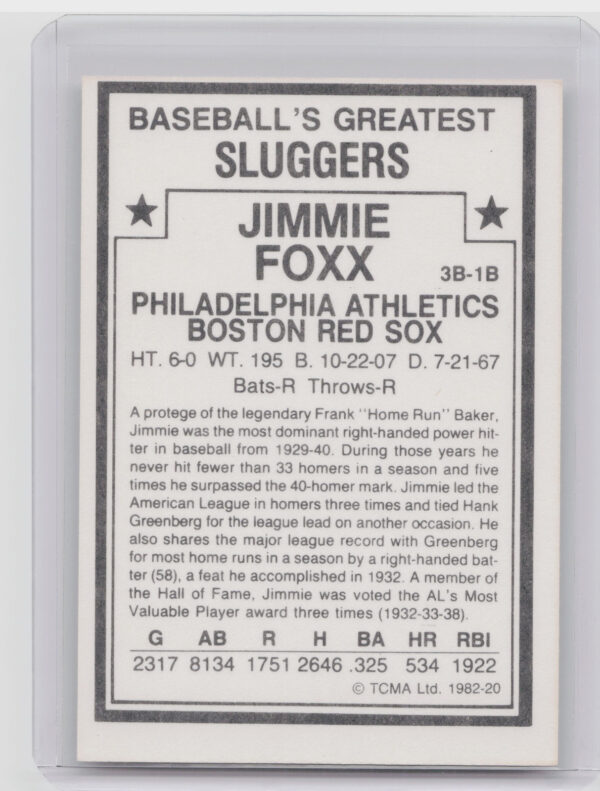 BASEBALL'S GREATEST
SLUGGERS
JIMMIE
FOXX
3B-1B
PHILADELPHIA ATHLETICS
BOSTON RED SOX
HT. 6-0 WT. 195 B. 10-22-07 D. 7-21-67
Bats-R Throws-R
A protege of the legendary Frank "Home Run" Baker,
Jimmie was the most dominant right-handed power hit-
ter in baseball from 1929-40. During those years he
never hit fewer than 33 homers in a season and five
times he surpassed the 40-homer mark. Jimmie led the
American League in homers three times and tied Hank
Greenberg for the league lead on another occasion. He
also shares the major league record with Greenberg
for most home runs in a season by a right-handed bat-
ter (58), a feat he accomplished in 1932. A member of
the Hall of Fame, Jimmie was voted the AL's Most
Valuable Player award three times (1932-33-38).
G AB R H BA HR RBI
2317 8134 1751 2646 .325 534 1922
© TCMA Ltd. 1982-20